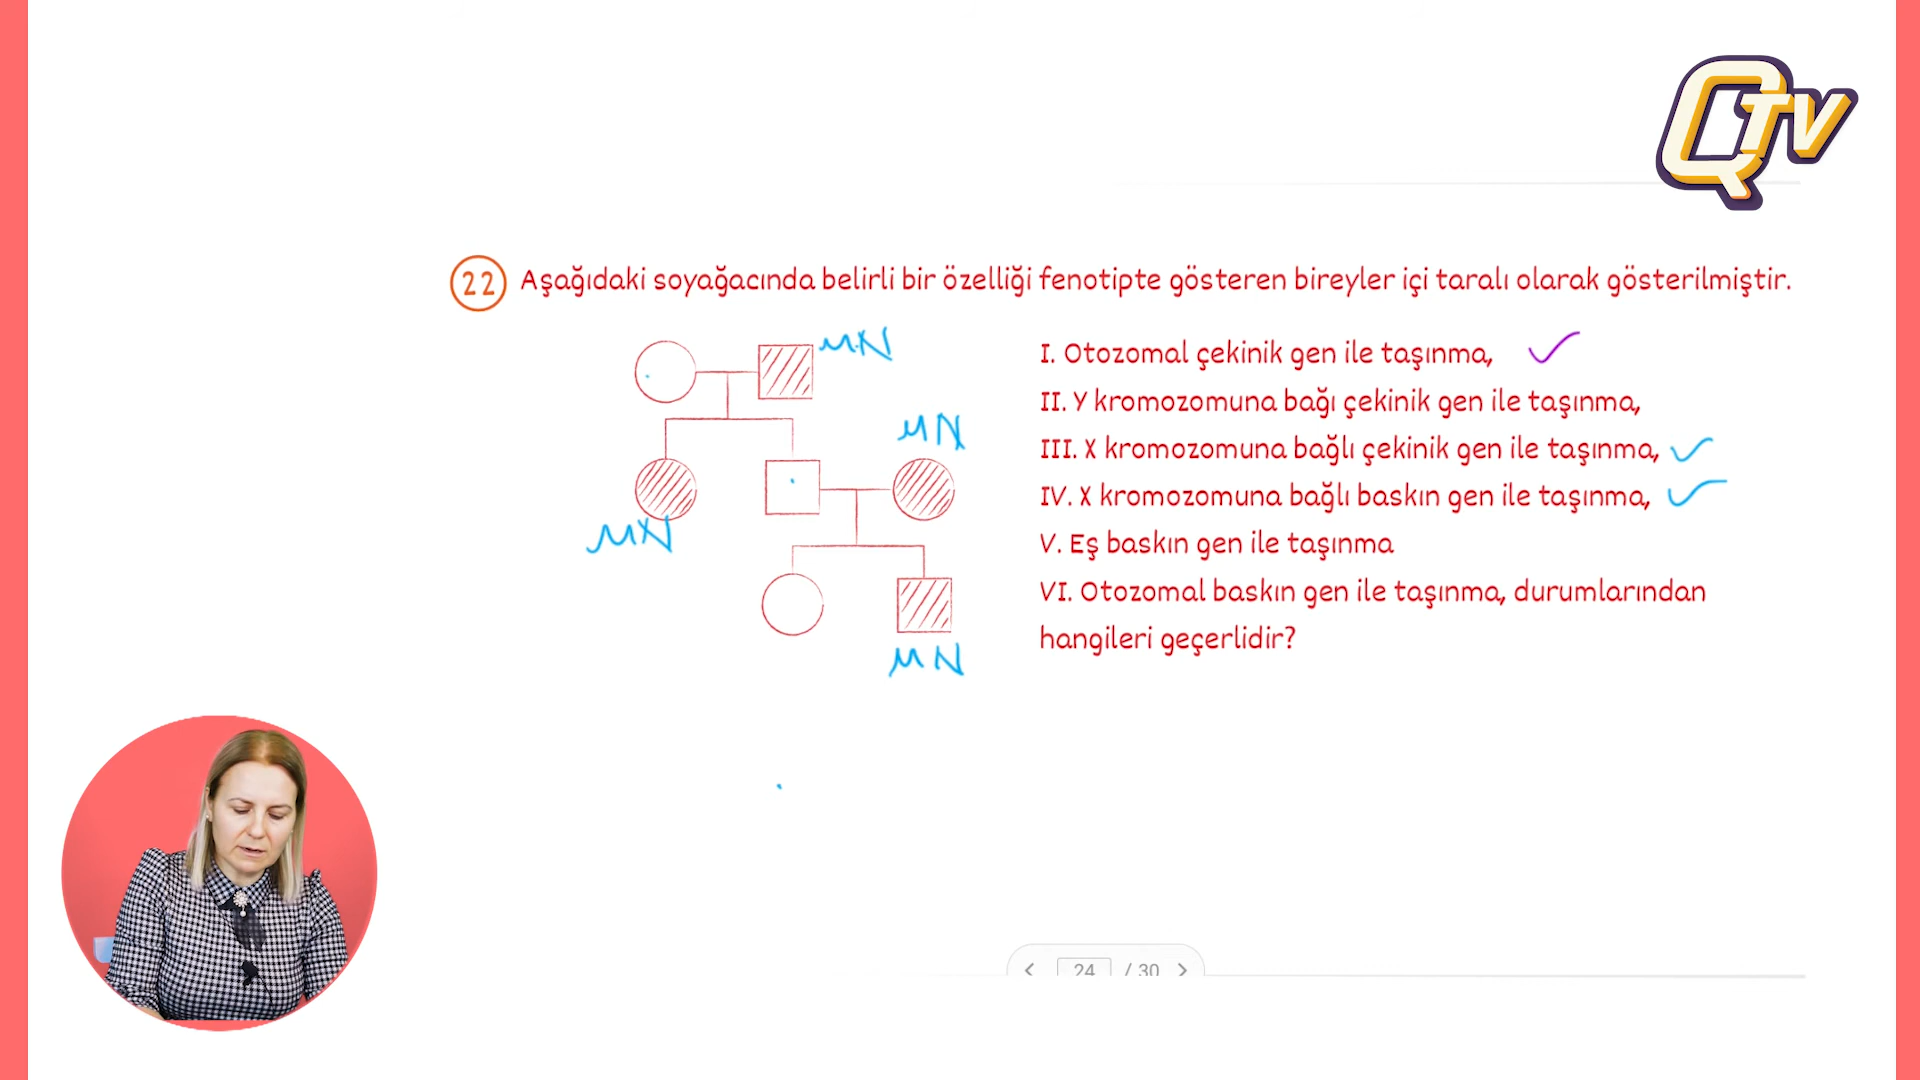 QTV
22 Aşağıdaki soyağacında belirli bir özelliği fenotipte gösteren bireyler içi taralı olarak gösterilmiştir.
MN
I. Otozomal çekinik gen ile taşınma,
II. Y kromozomuna bağı çekinik gen ile taşınma,
MN
III. X kromozomuna bağlı çekinik gen ile taşınma,
IV. X kromozomuna bağlı baskın gen ile taşınma,
MN
V. Eş baskın gen ile taşınma
VI. Otozomal baskın gen ile taşınma, durumlarından
hangileri geçerlidir?
MN
< 24 / 30 >